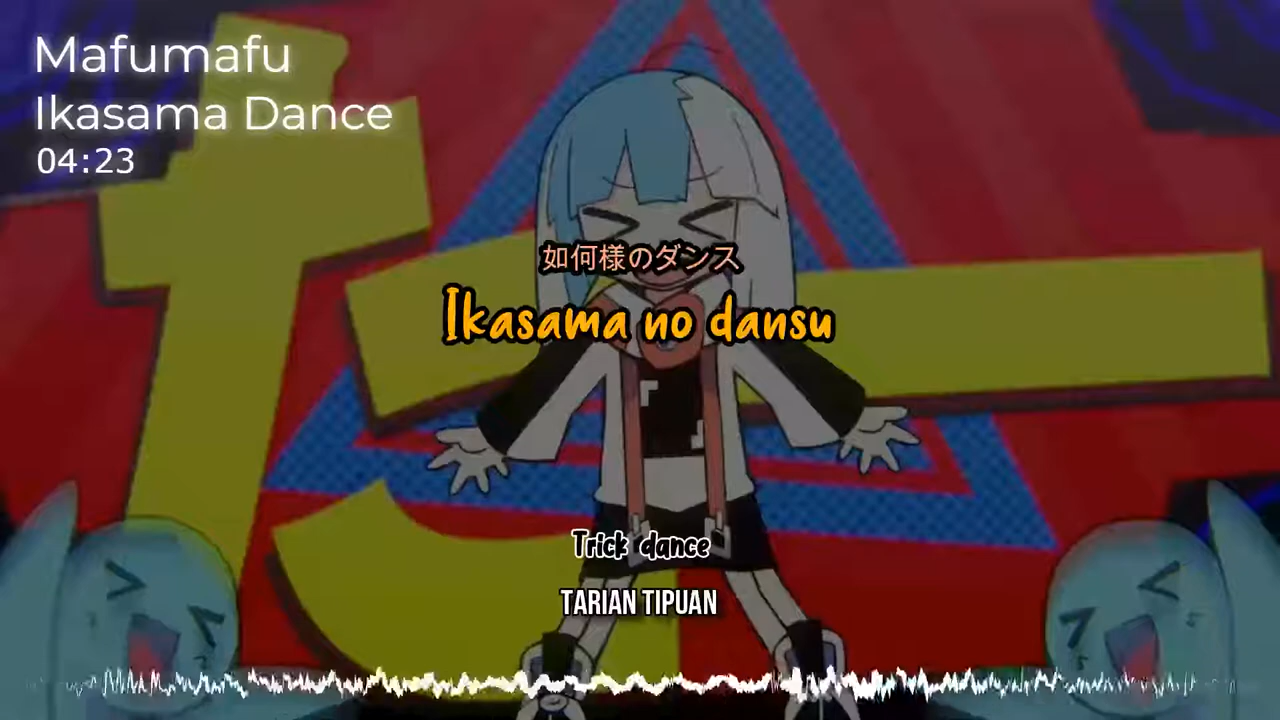 Mafumafu
Ikasama Dance
04:23
如何様のダンス
Ikasama no dansu
Trick dance
TARIAN TIPUAN